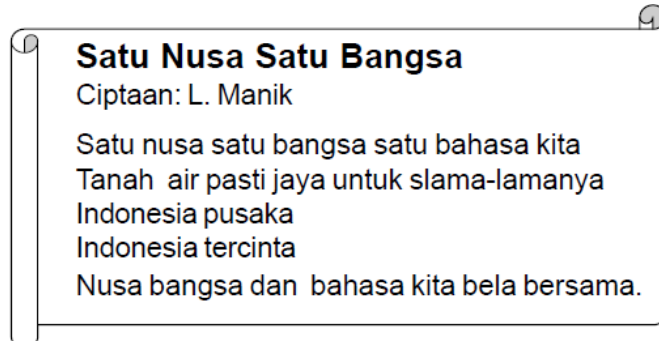 Satu Nusa Satu Bangsa
Ciptaan: L. Manik
Satu nusa satu bangsa satu bahasa kita
Tanah air pasti jaya untuk slama-lamanya
Indonesia pusaka
Indonesia tercinta
Nusa bangsa dan bahasa kita bela bersama.